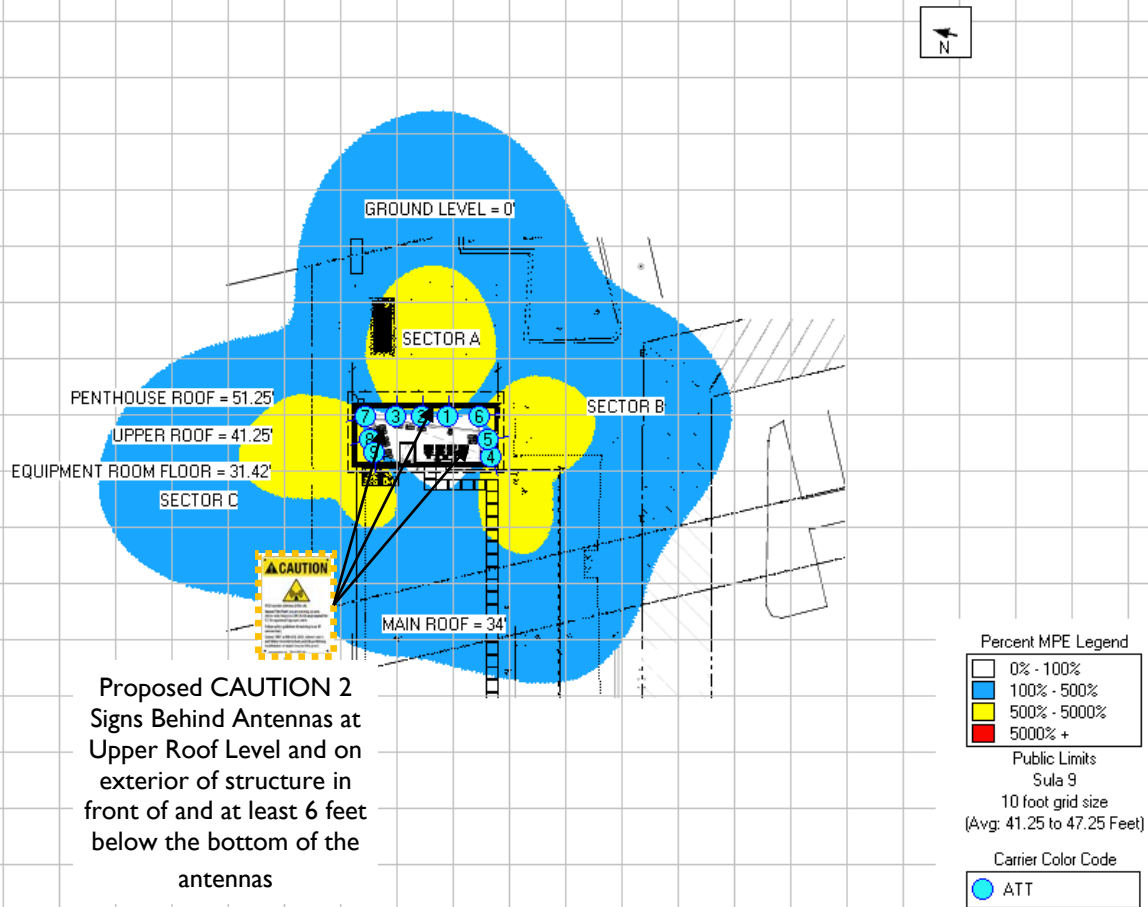 N
GROUND LEVEL = 0'
SECTOR A
PENTHOUSE ROOF = 51.25'
SECTOR B
UPPER ROOF = 41.25'
7 3 2 1 6
8 5
9 4
EQUIPMENT ROOM FLOOR = 31.42'
SECTOR C
CAUTION
MAIN ROOF = 34'
Proposed CAUTION 2
Signs Behind Antennas at
Upper Roof Level and on
exterior of structure in
front of and at least 6 feet
below the bottom of the
antennas
Percent MPE Legend
0% - 100%
100% - 500%
500% - 5000%
5000% +
Public Limits
Sula 9
10 foot grid size
(Avg: 41.25 to 47.25 Feet)
Carrier Color Code
ATT